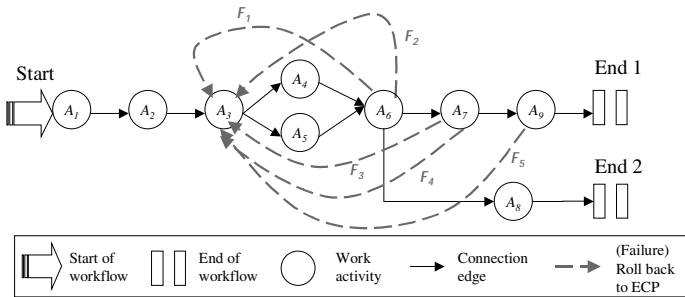 F1
F2
Start
End 1
A4
A1
A2
A3
A6
A7
A9
A5
F3
F4
F5
End 2
A8
Start of workflow
End of workflow
Work activity
Connection edge
(Failure) Roll back to ECP